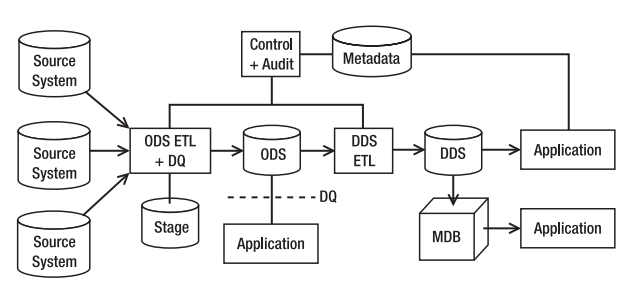 Source
System
Control
+ Audit
Metadata
Source
System
ODS ETL
+ DQ
ODS
DDS
ETL
DDS
Application
DQ
Source
System
Stage
Application
MDB
Application